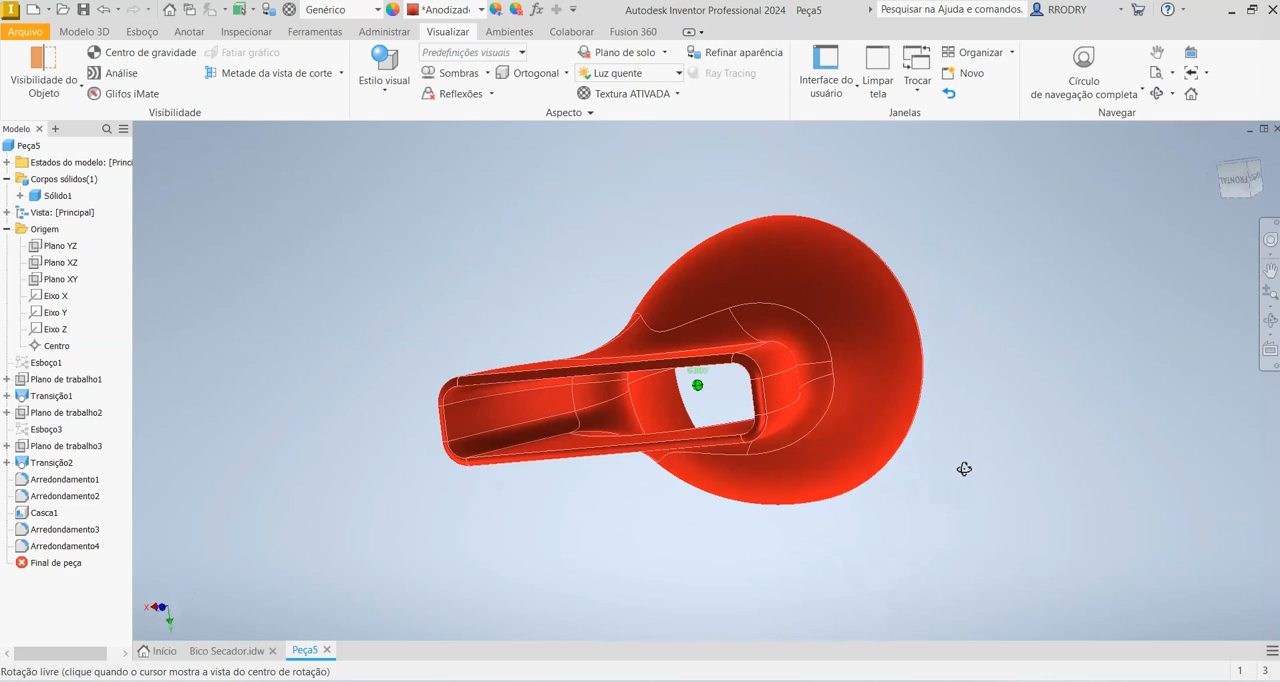 Genérico
*Anodizad
Autodesk Inventor Professional 2024 Peça5
Pesquisar na Ajuda e comandos.
RRODRY
Arquivo Modelo 3D Esboço Anotar Inspecionar Ferramentas Administrar Visualizar Ambientes Colaborar Fusion 360
Visibilidade do
Objeto
Centro de gravidade
Análise
Glifos iMate
Fatiar gráfico
Metade da vista de corte
Visibilidade
Estilo visual
Predefinições visuais
Sombras
Reflexões
Ortogonal
Plano de solo
Luz quente
Textura ATIVADA
Refinar aparência
Ray Tracing
Aspecto
Interface do
usuário
Limpar
tela
Trocar
Organizar
Novo
Janelas
Círculo
de navegação completa
Navegar
Modelo
Peça5
Estados do modelo: [Princ
Corpos sólidos(1)
Sólido1
Vista: [Principal]
Origem
Plano YZ
Plano XZ
Plano XY
Eixo X
Eixo Y
Eixo Z
Centro
Esboço1
Plano de trabalho1
Transição1
Plano de trabalho2
Esboço3
Plano de trabalho3
Transição2
Arredondamento1
Arredondamento2
Casca1
Arredondamento3
Arredondamento4
Final de peça
FRONTAL
X
Y
Início
Bico Secador.idw
Peça5
Rotação livre (clique quando o cursor mostra a vista do centro de rotação)
1 3